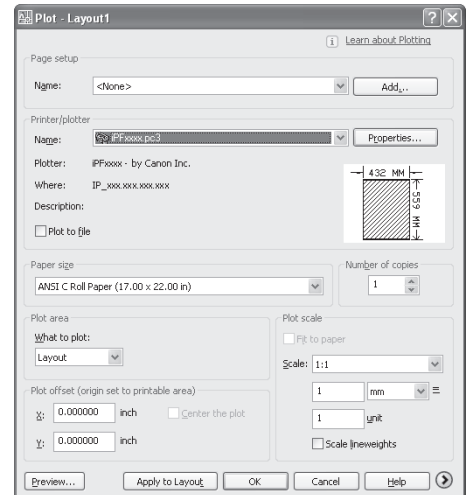 Plot - Layout1
Learn about Plotting
Page setup
Name: <None> Add...
Printer/plotter
Name: iPFxxxx.pc3 Properties...
Plotter: iPFxxxx - by Canon Inc.
Where: IP_xxx.xxx.xxx.xxx
Description:
Plot to file
432 MM
559 MM
Paper size
ANSI C Roll Paper (17.00 x 22.00 in)
Number of copies
1
Plot area
What to plot:
Layout
Plot scale
Fit to paper
Scale: 1:1
1 mm =
1 unit
Scale lineweights
Plot offset (origin set to printable area)
X: 0.000000 inch Center the plot
Y: 0.000000 inch
Preview... Apply to Layout OK Cancel Help